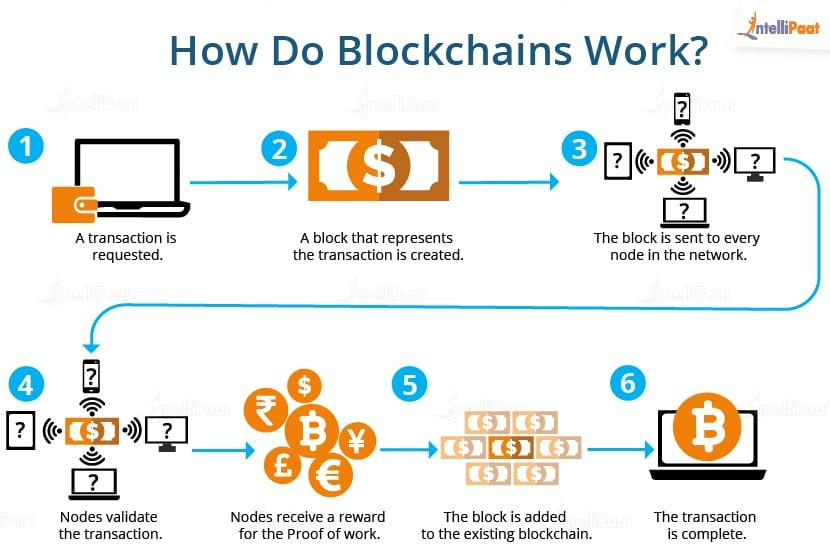 IntelliPaat
How Do Blockchains Work?
1
2
3
$
?
?
$
?
?
A transaction is
requested.
A block that represents
the transaction is created.
The block is sent to every
node in the network.
4
5
6
?
?
$
?
?
$
₹
₿
¥
£
€
$ $
$ $ $
$ $
₿
Nodes validate
the transaction.
Nodes receive a reward
for the Proof of work.
The block is added
to the existing blockchain.
The transaction
is complete.